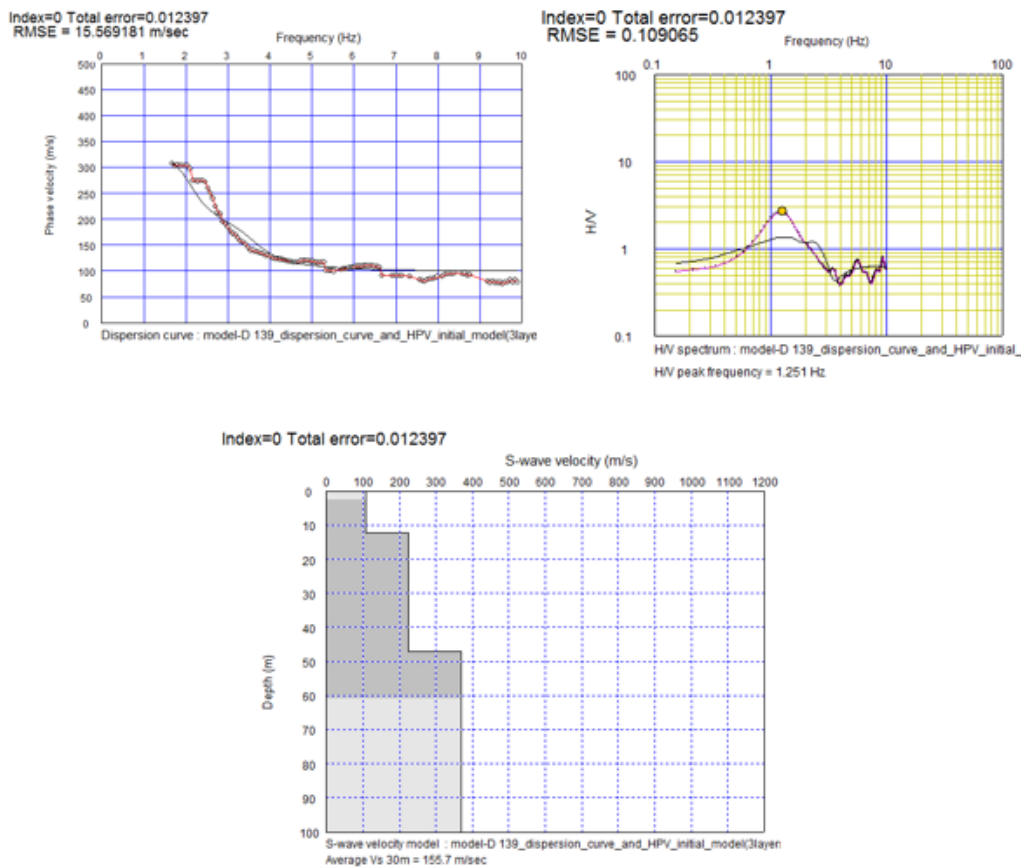 Index=0 Total error=0.012397
RMSE = 15.569181 m/sec
Frequency (Hz)
0 1 2 3 4 5 6 7 8 9 10
500
450
400
350
300
250
200
150
100
50
0
Phase velocity (m/s)
Dispersion curve : model-D 139_dispersion_curve_and_HPV_initial_model(3laye
Index=0 Total error=0.012397
RMSE = 0.109065
Frequency (Hz)
0.1 1 10 100
100
10
1
0.1
H/V
H/V spectrum : model-D 139_dispersion_curve_and_HPV_initial_
H/V peak frequency = 1.251 Hz
Index=0 Total error=0.012397
S-wave velocity (m/s)
0 100 200 300 400 500 600 700 800 900 1000 1100 1200
0
10
20
30
40
50
60
70
80
90
100
Depth (m)
S-wave velocity model : model-D 139_dispersion_curve_and_HPV_initial_model(3layer
Average Vs 30m = 155.7 m/sec